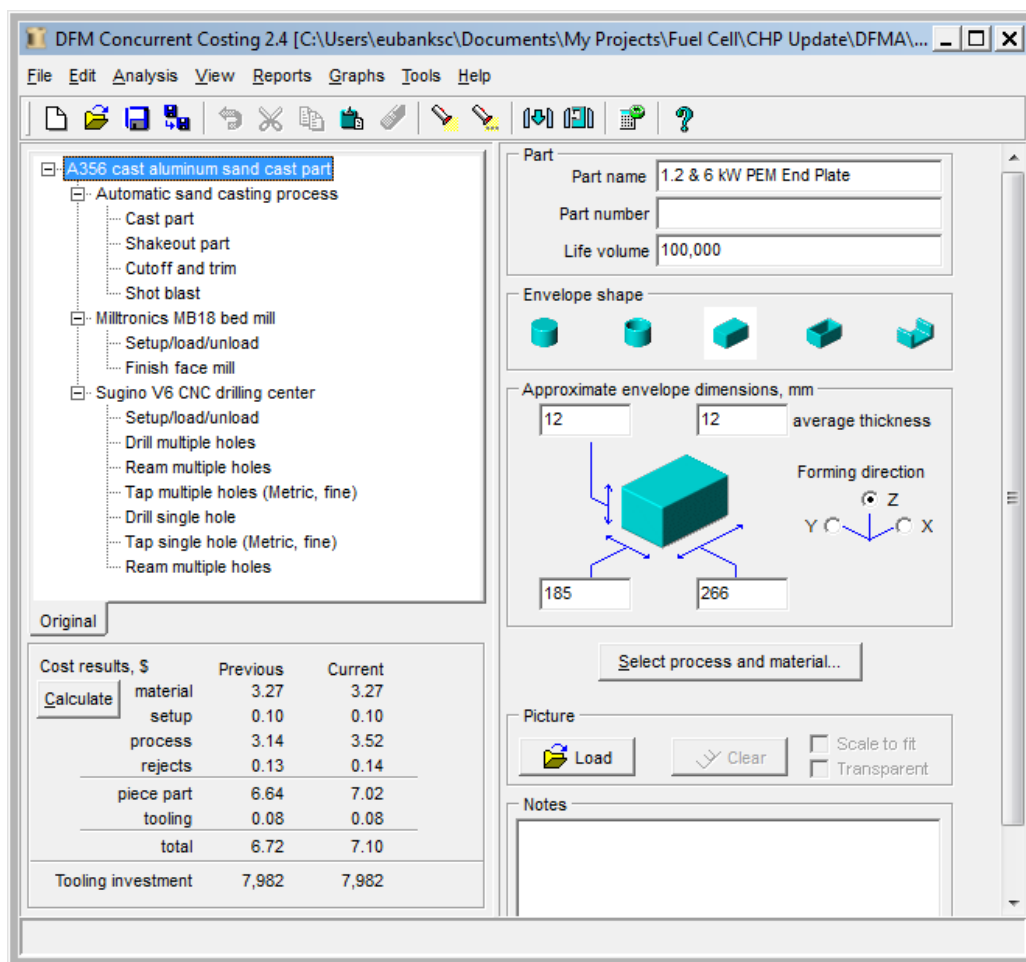 DFM Concurrent Costing 2.4 [C:\Users\eubanksc\Documents\My Projects\Fuel Cell\CHP Update\DFMA\...
File Edit Analysis View Reports Graphs Tools Help
A356 cast aluminum sand cast part
Automatic sand casting process
Cast part
Shakeout part
Cutoff and trim
Shot blast
Milltronics MB18 bed mill
Setup/load/unload
Finish face mill
Sugino V6 CNC drilling center
Setup/load/unload
Drill multiple holes
Ream multiple holes
Tap multiple holes (Metric, fine)
Drill single hole
Tap single hole (Metric, fine)
Ream multiple holes
Original
Cost results, $ Previous Current
Calculate
material 3.27 3.27
setup 0.10 0.10
process 3.14 3.52
rejects 0.13 0.14
piece part 6.64 7.02
tooling 0.08 0.08
total 6.72 7.10
Tooling investment 7,982 7,982
Part
Part name 1.2 & 6 kW PEM End Plate
Part number
Life volume 100,000
Envelope shape
Approximate envelope dimensions, mm
12 12 average thickness
Forming direction
Z
Y X
185 266
Select process and material...
Picture
Load Clear Scale to fit
Transparent
Notes